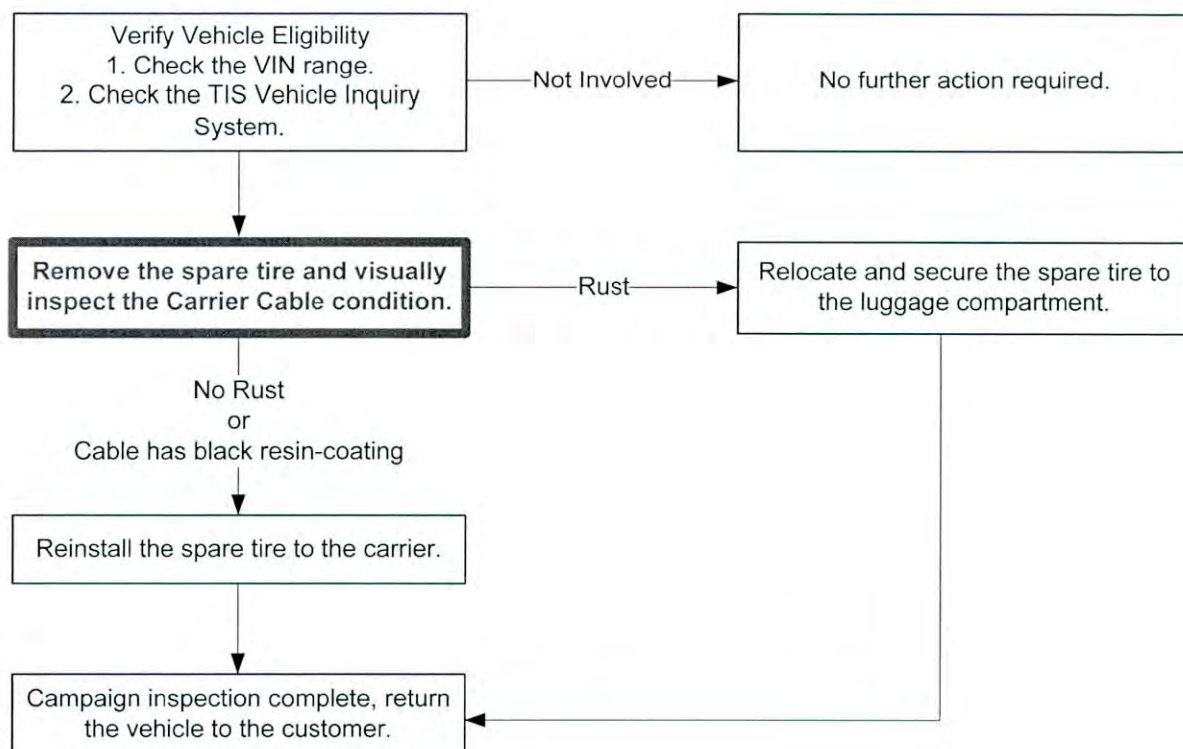 Verify Vehicle Eligibility
1. Check the VIN range.
2. Check the TIS Vehicle Inquiry
System.
Not Involved
No further action required.
Remove the spare tire and visually
inspect the Carrier Cable condition.
Rust
Relocate and secure the spare tire to
the luggage compartment.
No Rust
or
Cable has black resin-coating
Reinstall the spare tire to the carrier.
Campaign inspection complete, return
the vehicle to the customer.